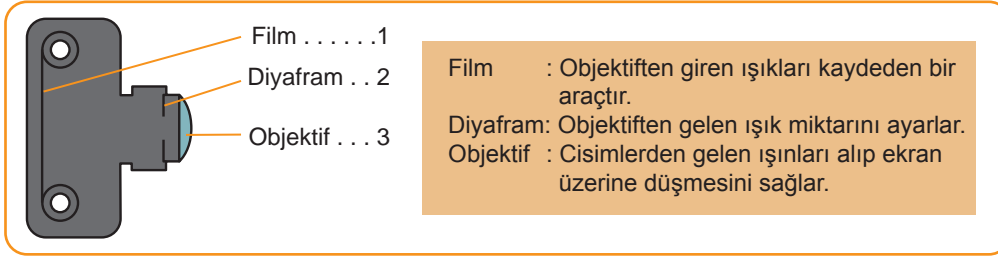 Film . . . . . .1
Diyafram . . 2
Objektif . . . 3
Film : Objektiften giren ışıkları kaydeden bir
araçtır.
Diyafram: Objektiften gelen ışık miktarını ayarlar.
Objektif : Cisimlerden gelen ışınları alıp ekran
üzerine düşmesini sağlar.